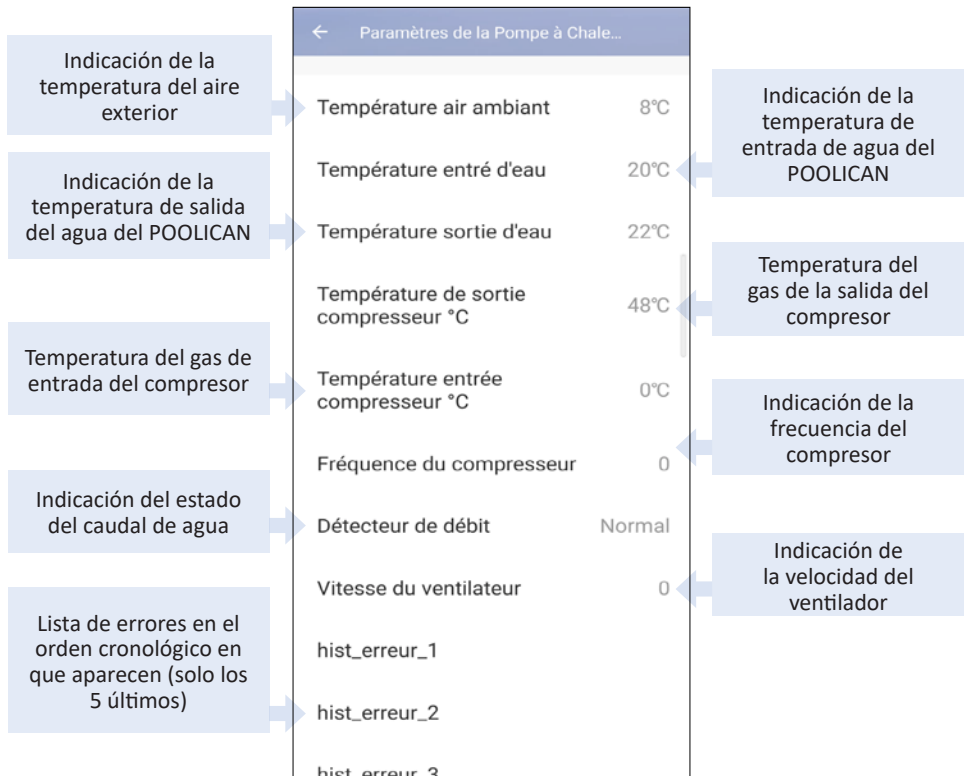 ← Paramètres de la Pompe à Chale...
Indicación de la
temperatura del aire
exterior
Température air ambiant 8°C
Indicación de la
temperatura de
entrada de agua del
POOLICAN
Température entré d'eau 20°C
Indicación de la
temperatura de salida
del agua del POOLICAN
Température sortie d'eau 22°C
Temperatura del
gas de la salida del
compresor
Température de sortie
compresseur °C 48°C
Temperatura del gas de
entrada del compresor
Température entrée
compresseur °C 0°C
Indicación de la
frecuencia del
compresor
Fréquence du compresseur 0
Indicación del estado
del caudal de agua
Détecteur de débit Normal
Indicación de
la velocidad del
ventilador
Vitesse du ventilateur 0
Lista de errores en el
orden cronológico en
que aparecen (solo los
5 últimos)
hist_erreur_1
hist_erreur_2
hist_erreur_3